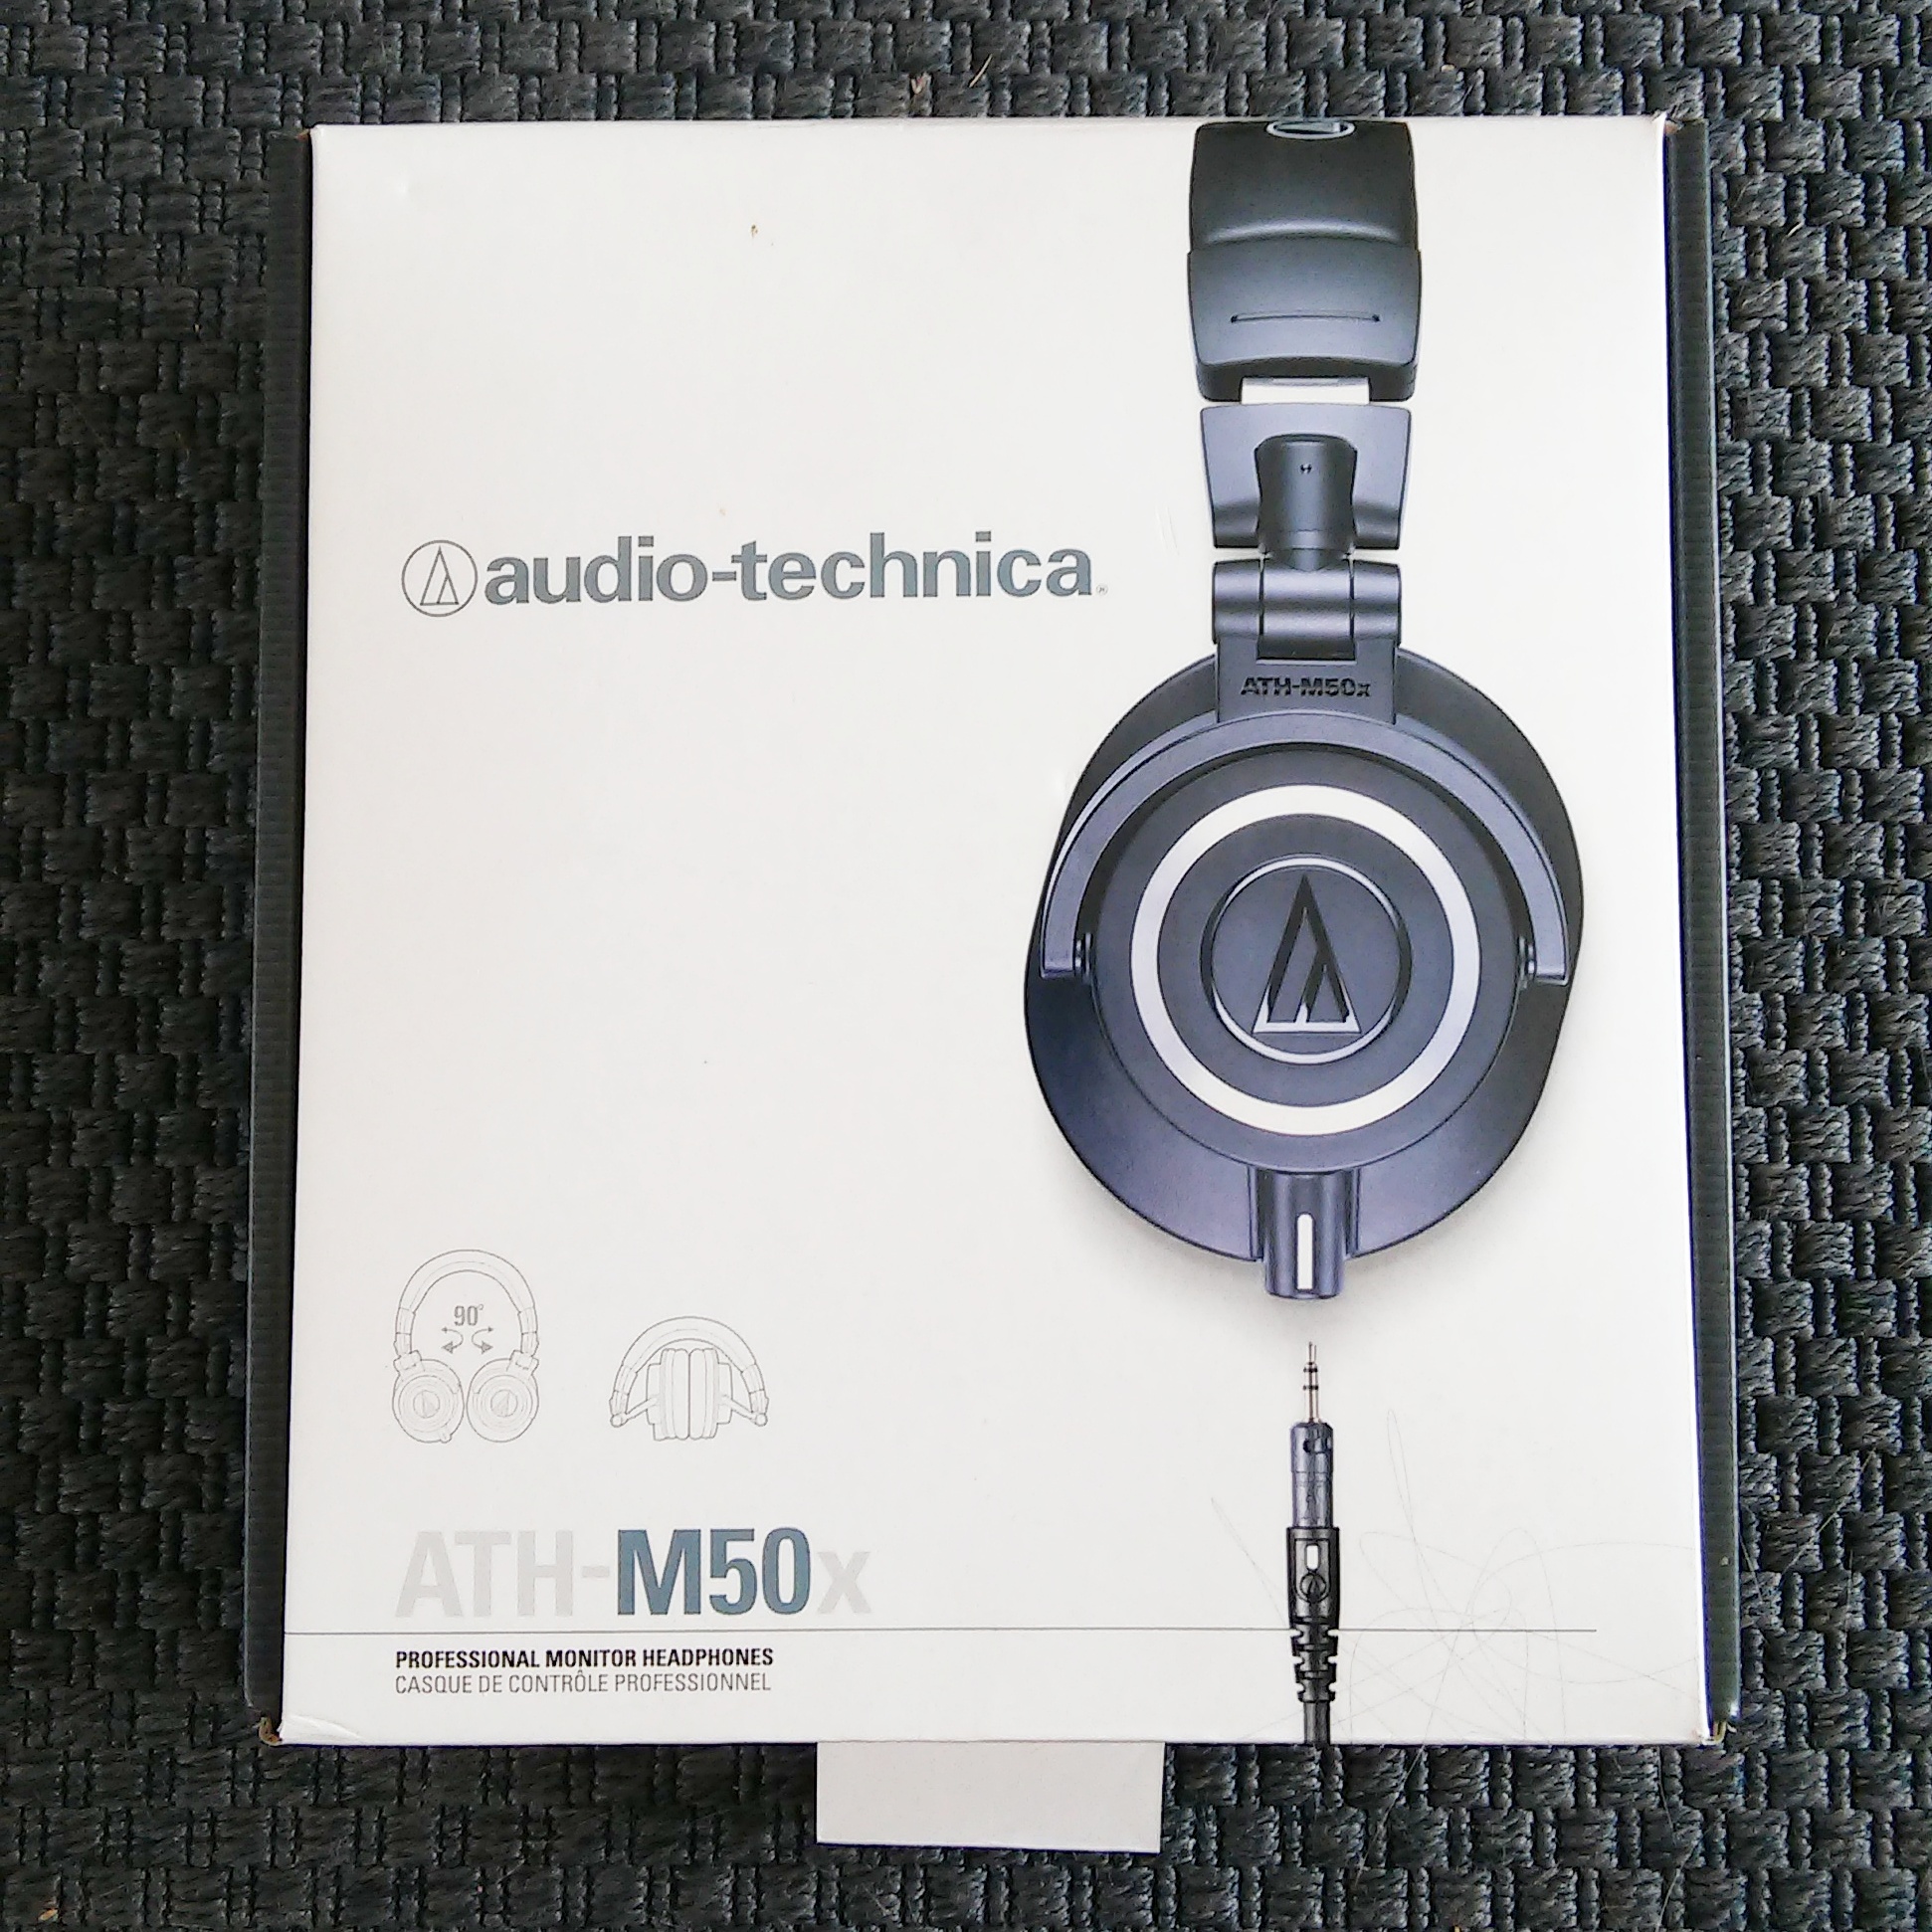 audio-technica®
ATH-M50x
90°
ATH-M50x
PROFESSIONAL MONITOR HEADPHONES
CASQUE DE CONTRÔLE PROFESSIONNEL